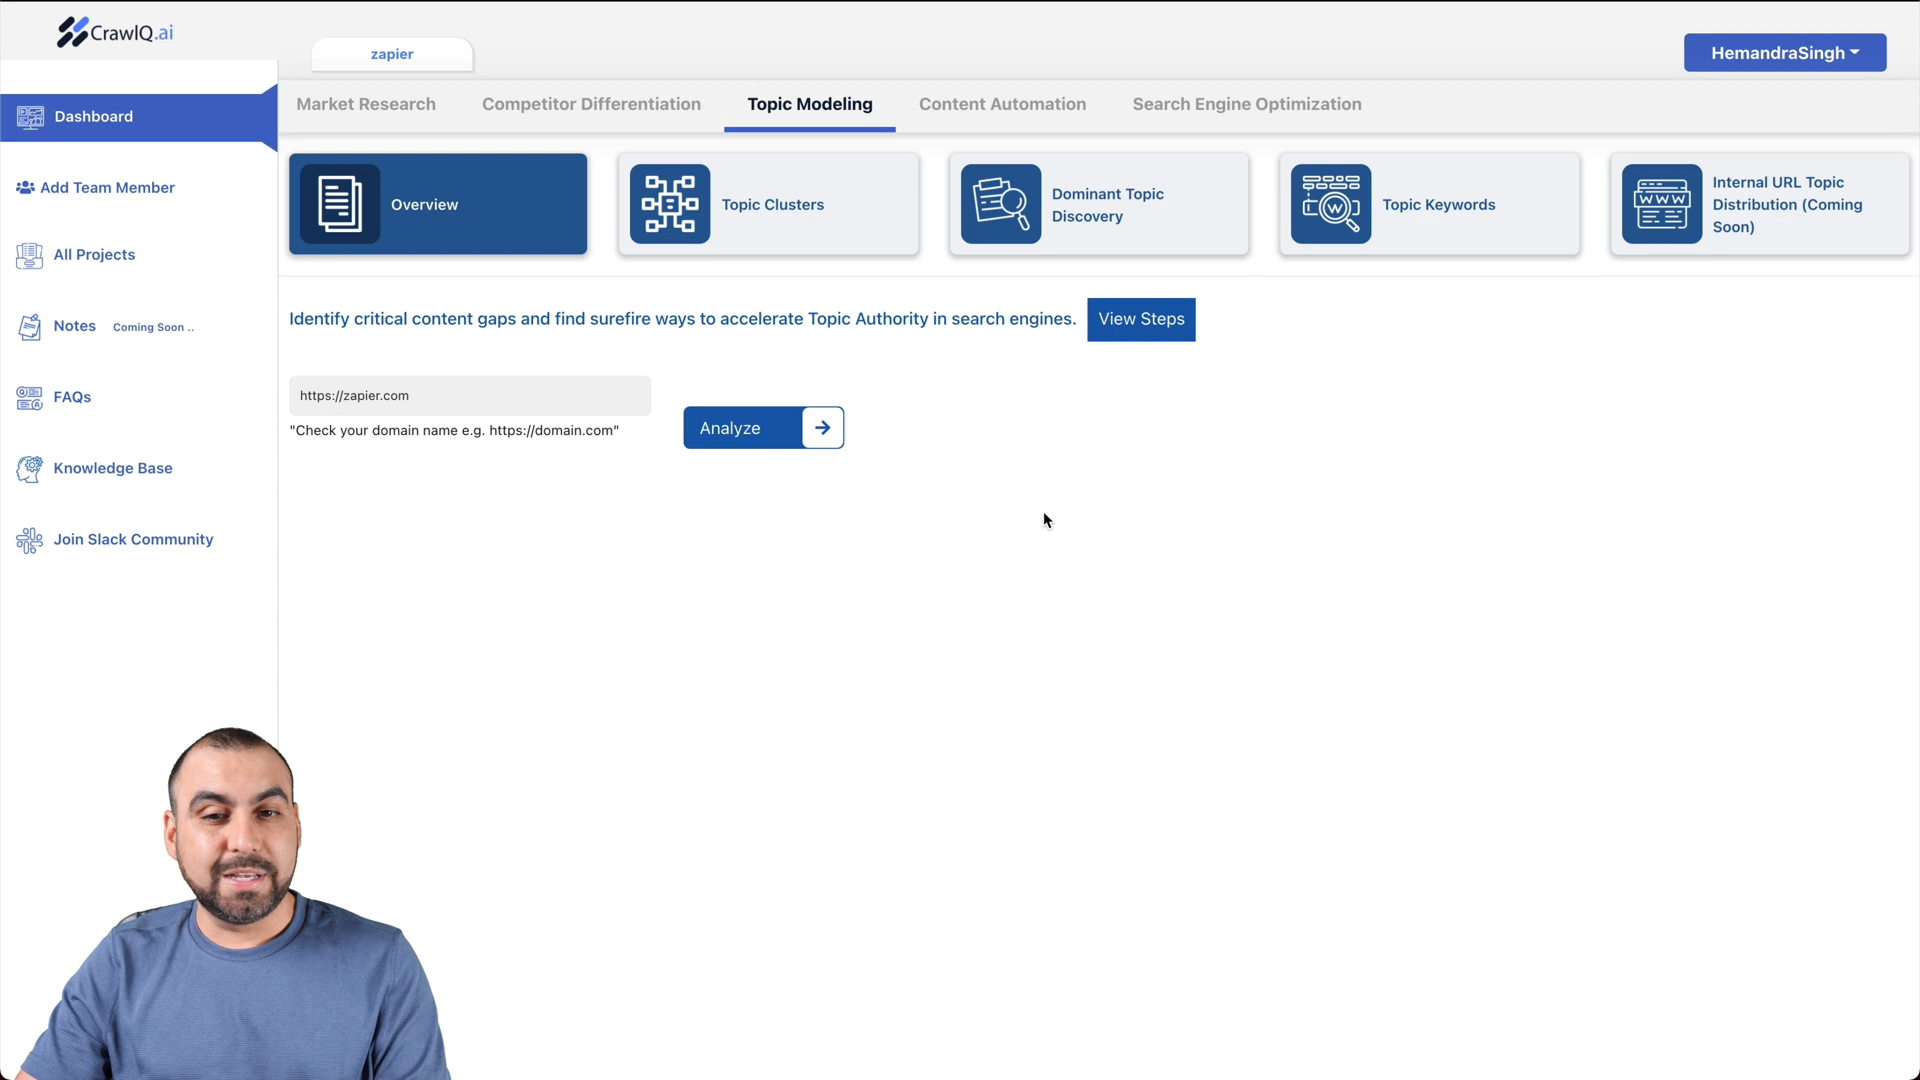 CrawlQ.ai
zapier
HemandraSingh
Dashboard
Add Team Member
All Projects
Notes Coming Soon ..
FAQs
Knowledge Base
Join Slack Community
Market Research
Competitor Differentiation
Topic Modeling
Content Automation
Search Engine Optimization
Overview
Topic Clusters
Dominant Topic
Discovery
W
Topic Keywords
WWW
Internal URL Topic
Distribution (Coming
Soon)
Identify critical content gaps and find surefire ways to accelerate Topic Authority in search engines.
View Steps
https://zapier.com
"Check your domain name e.g. https://domain.com"
Analyze